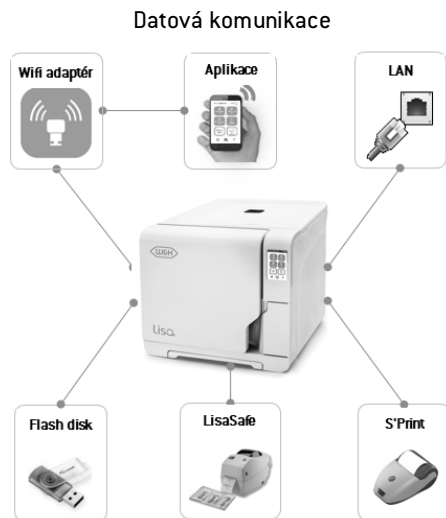 Datová komunikace
Wifi adaptér
Aplikace
LAN
W&H
Lisa
Flash disk
LisaSafe
S'Print